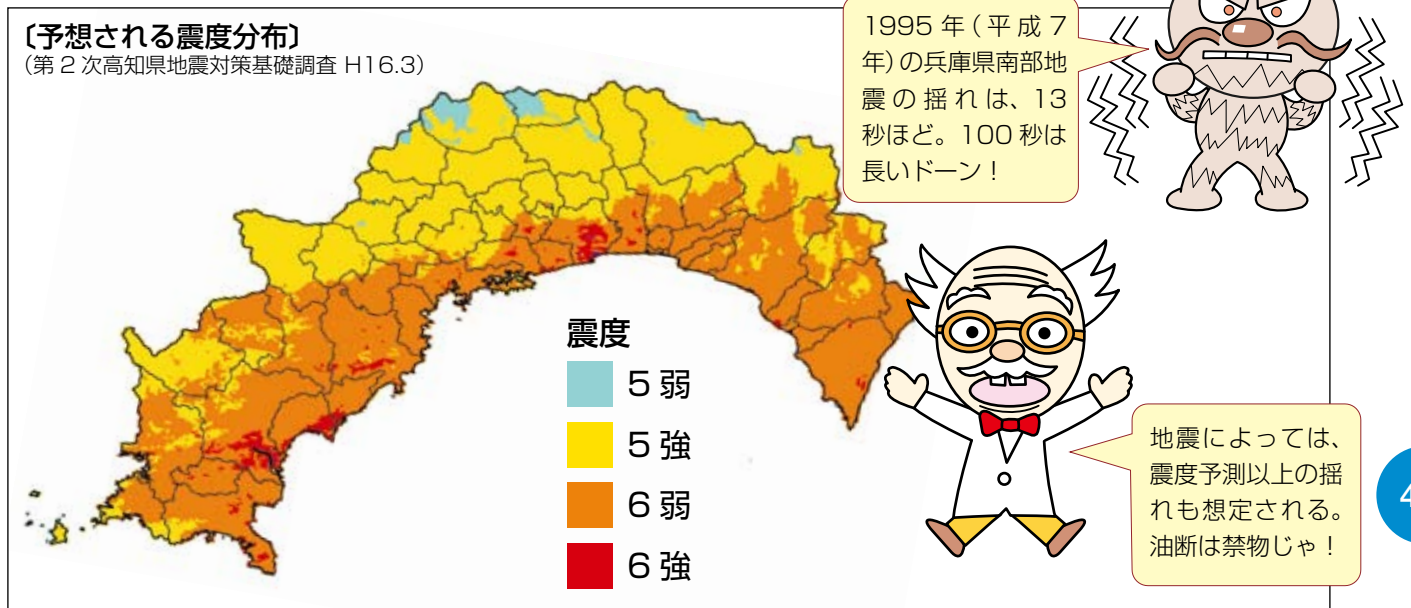 〔予想される震度分布〕
（第2次高知県地震対策基礎調査 H16.3）
1995年（平成7
年）の兵庫県南部地
震の揺れは、13
秒ほど。100秒は
長いドーン！
震度
5弱
5強
6弱
6強
地震によっては、
震度予測以上の揺
れも想定される。
油断は禁物じゃ！
4